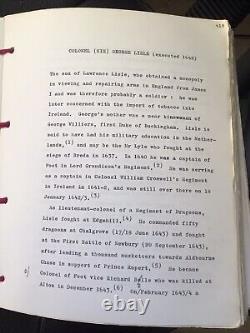 COLONEL (SIR) GEORGE LISLE (executed 1648)
The son of Lawrence Lisle, who obtained a monopoly
in viewing and repairing arms in England from James
I and was therefore probably a soldier : he was
later concerned with the import of tobacco into
Ireland. George's mother was a near kinswoman of
George Villiers, first Duke of Buckingham. Lisle is
said to have had his military education in the Nether-
lands,(1) and may be the Mr Lyle who fought at the
siege of Breda in 1637. In 1640 he was a captain of
Foot in Lord Grandison's Regiment.(2) He was serving
as a captain in Colonel William Cromwell's Regiment
in Ireland in 1641-2, and was still over there on 10
January 1642/3.(3)
As lieutenant-colonel of a Regiment of Dragoons,
Lisle fought at Edgehill.(4) He commanded fifty
dragoons at Chalgrove (17/18 June 1643) and fought
at the First Battle of Newbury (20 September 1643),
after leading a thousand musketeers towards Aldbourne
Chase in support of Prince Rupert.(5) He became
Colonel of Foot vice Richard who was killed at
Alton in December 1643.(6) On/February 1643/4 a